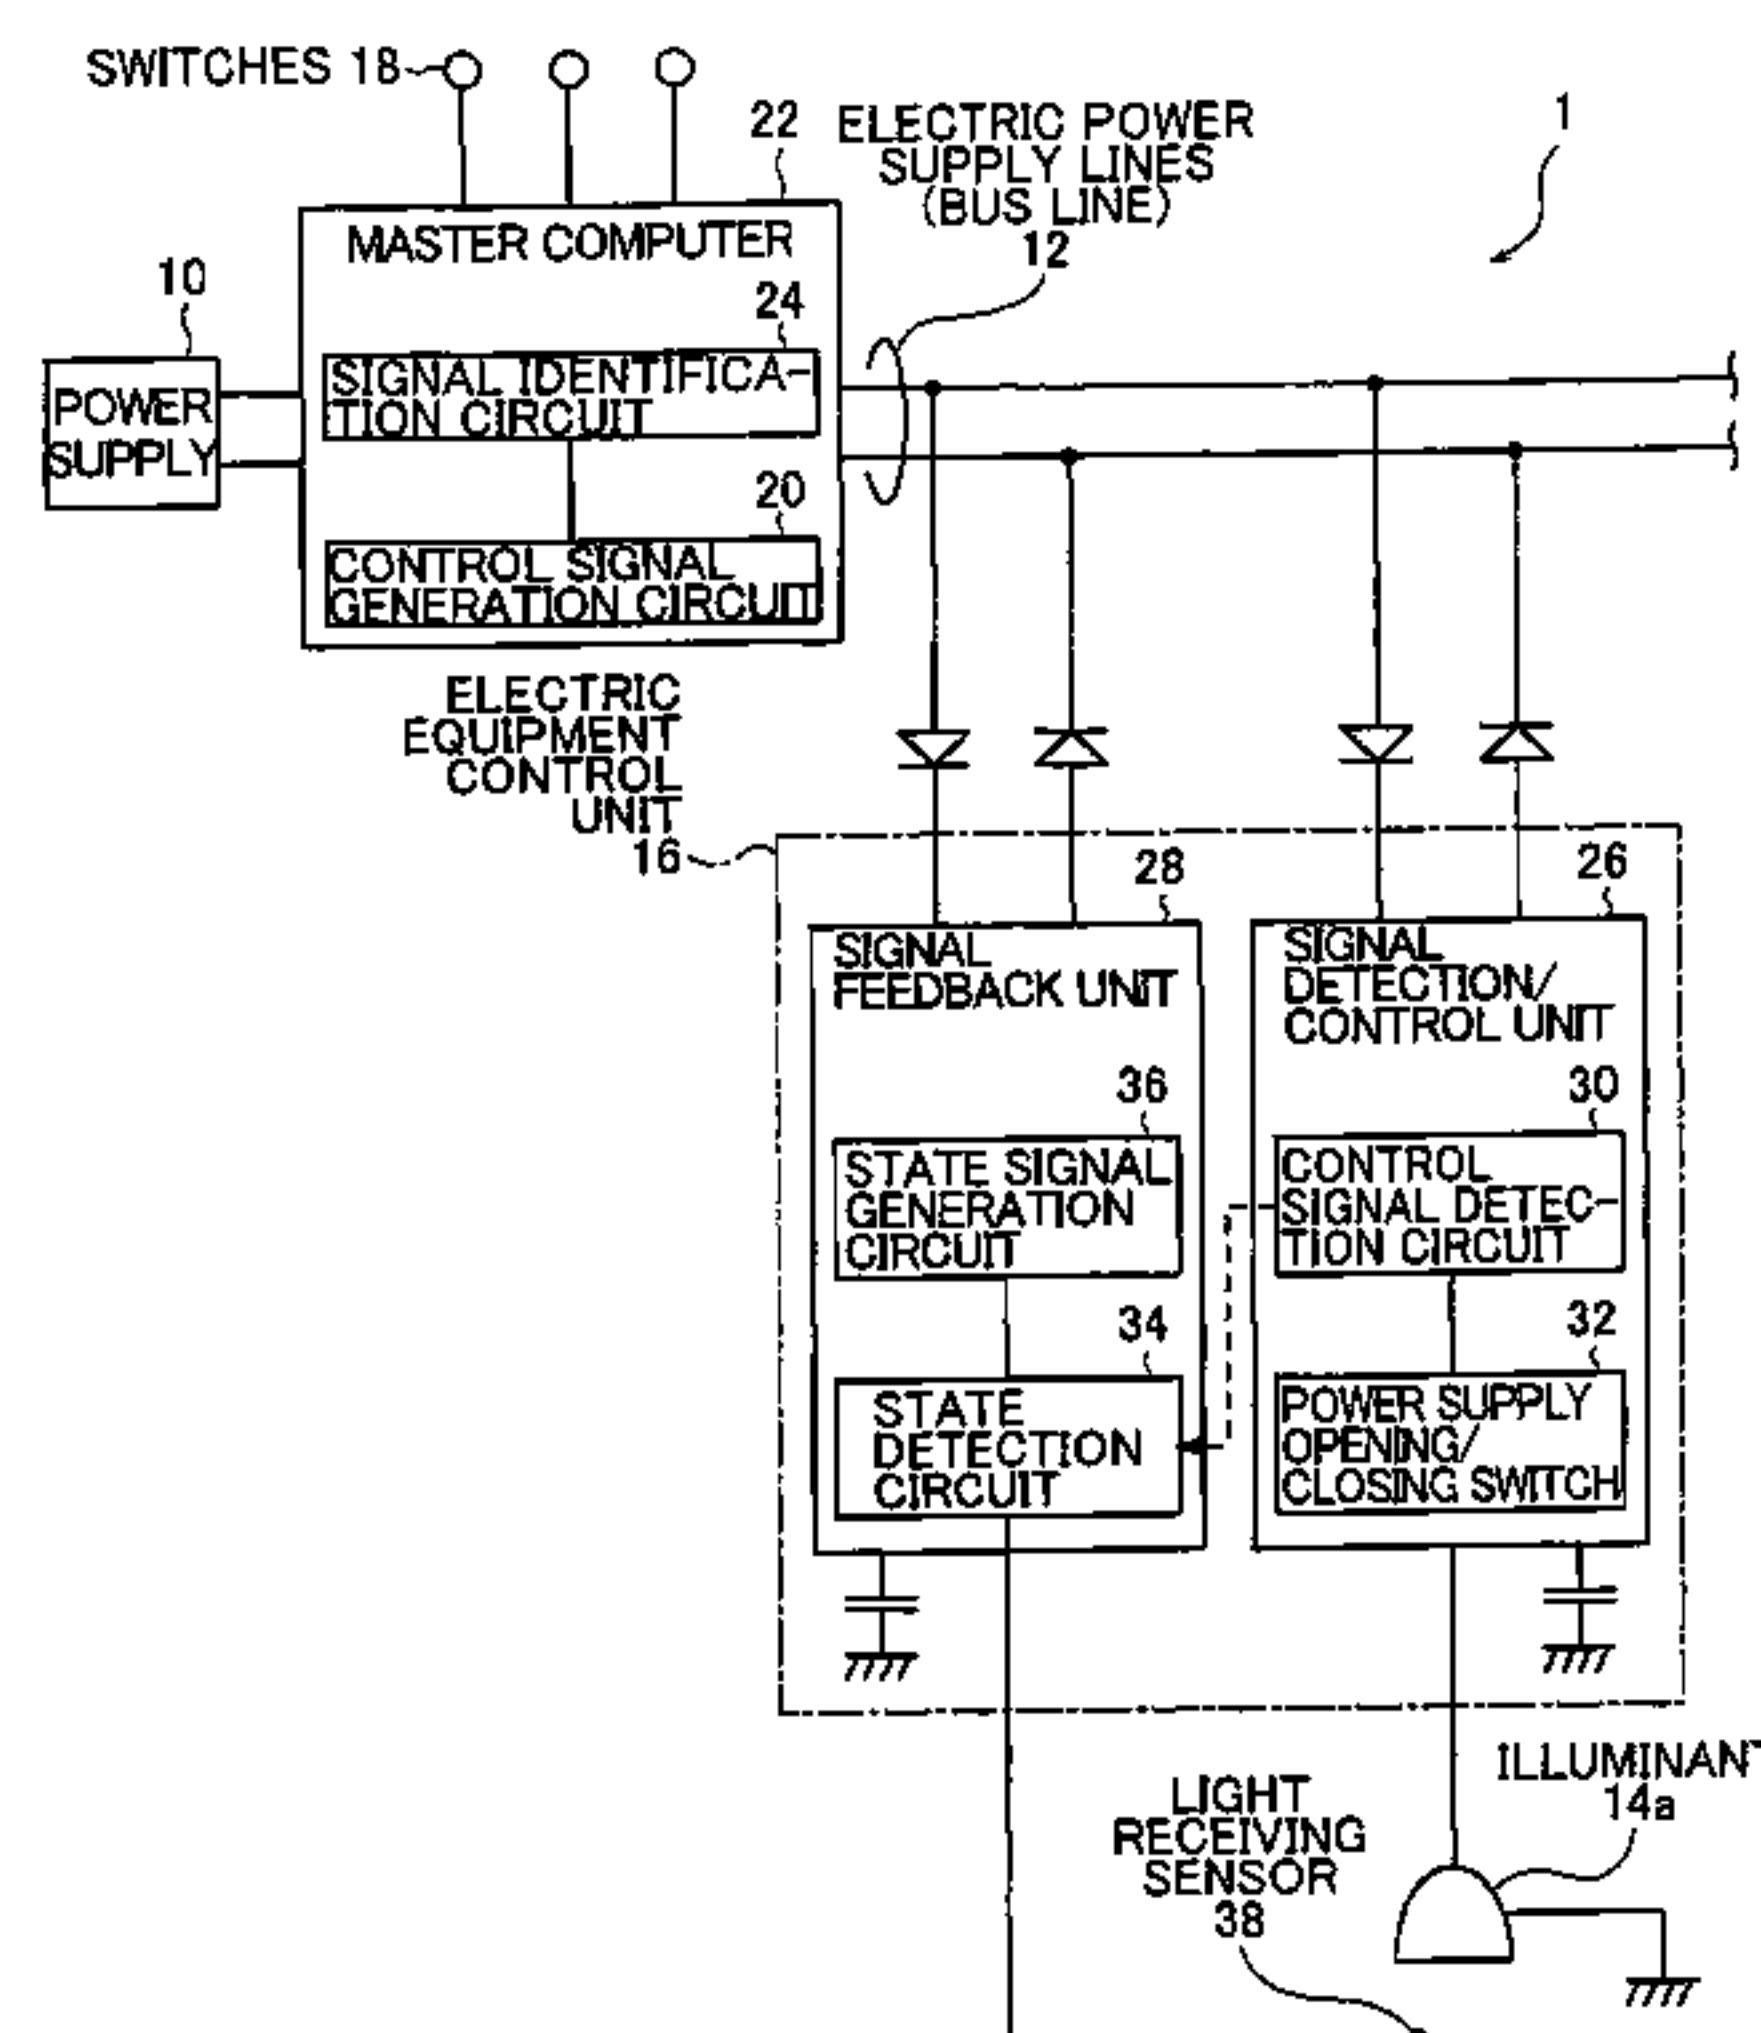 SWITCHES 18
22
ELECTRIC POWER
SUPPLY LINES
(BUS LINE)
12
1
MASTER COMPUTER
10
POWER
SUPPLY
24
SIGNAL IDENTIFICA-
TION CIRCUIT
20
CONTROL SIGNAL
GENERATION CIRCUIT
ELECTRIC
EQUIPMENT
CONTROL
UNIT
16
28
SIGNAL
FEEDBACK UNIT
36
STATE SIGNAL
GENERATION
CIRCUIT
34
STATE
DETECTION
CIRCUIT
26
SIGNAL
DETECTION/
CONTROL UNIT
30
CONTROL
SIGNAL DETEC-
TION CIRCUIT
32
POWER SUPPLY
OPENING/
CLOSING SWITCH
ILLUMINANT
14a
LIGHT
RECEIVING
SENSOR
38